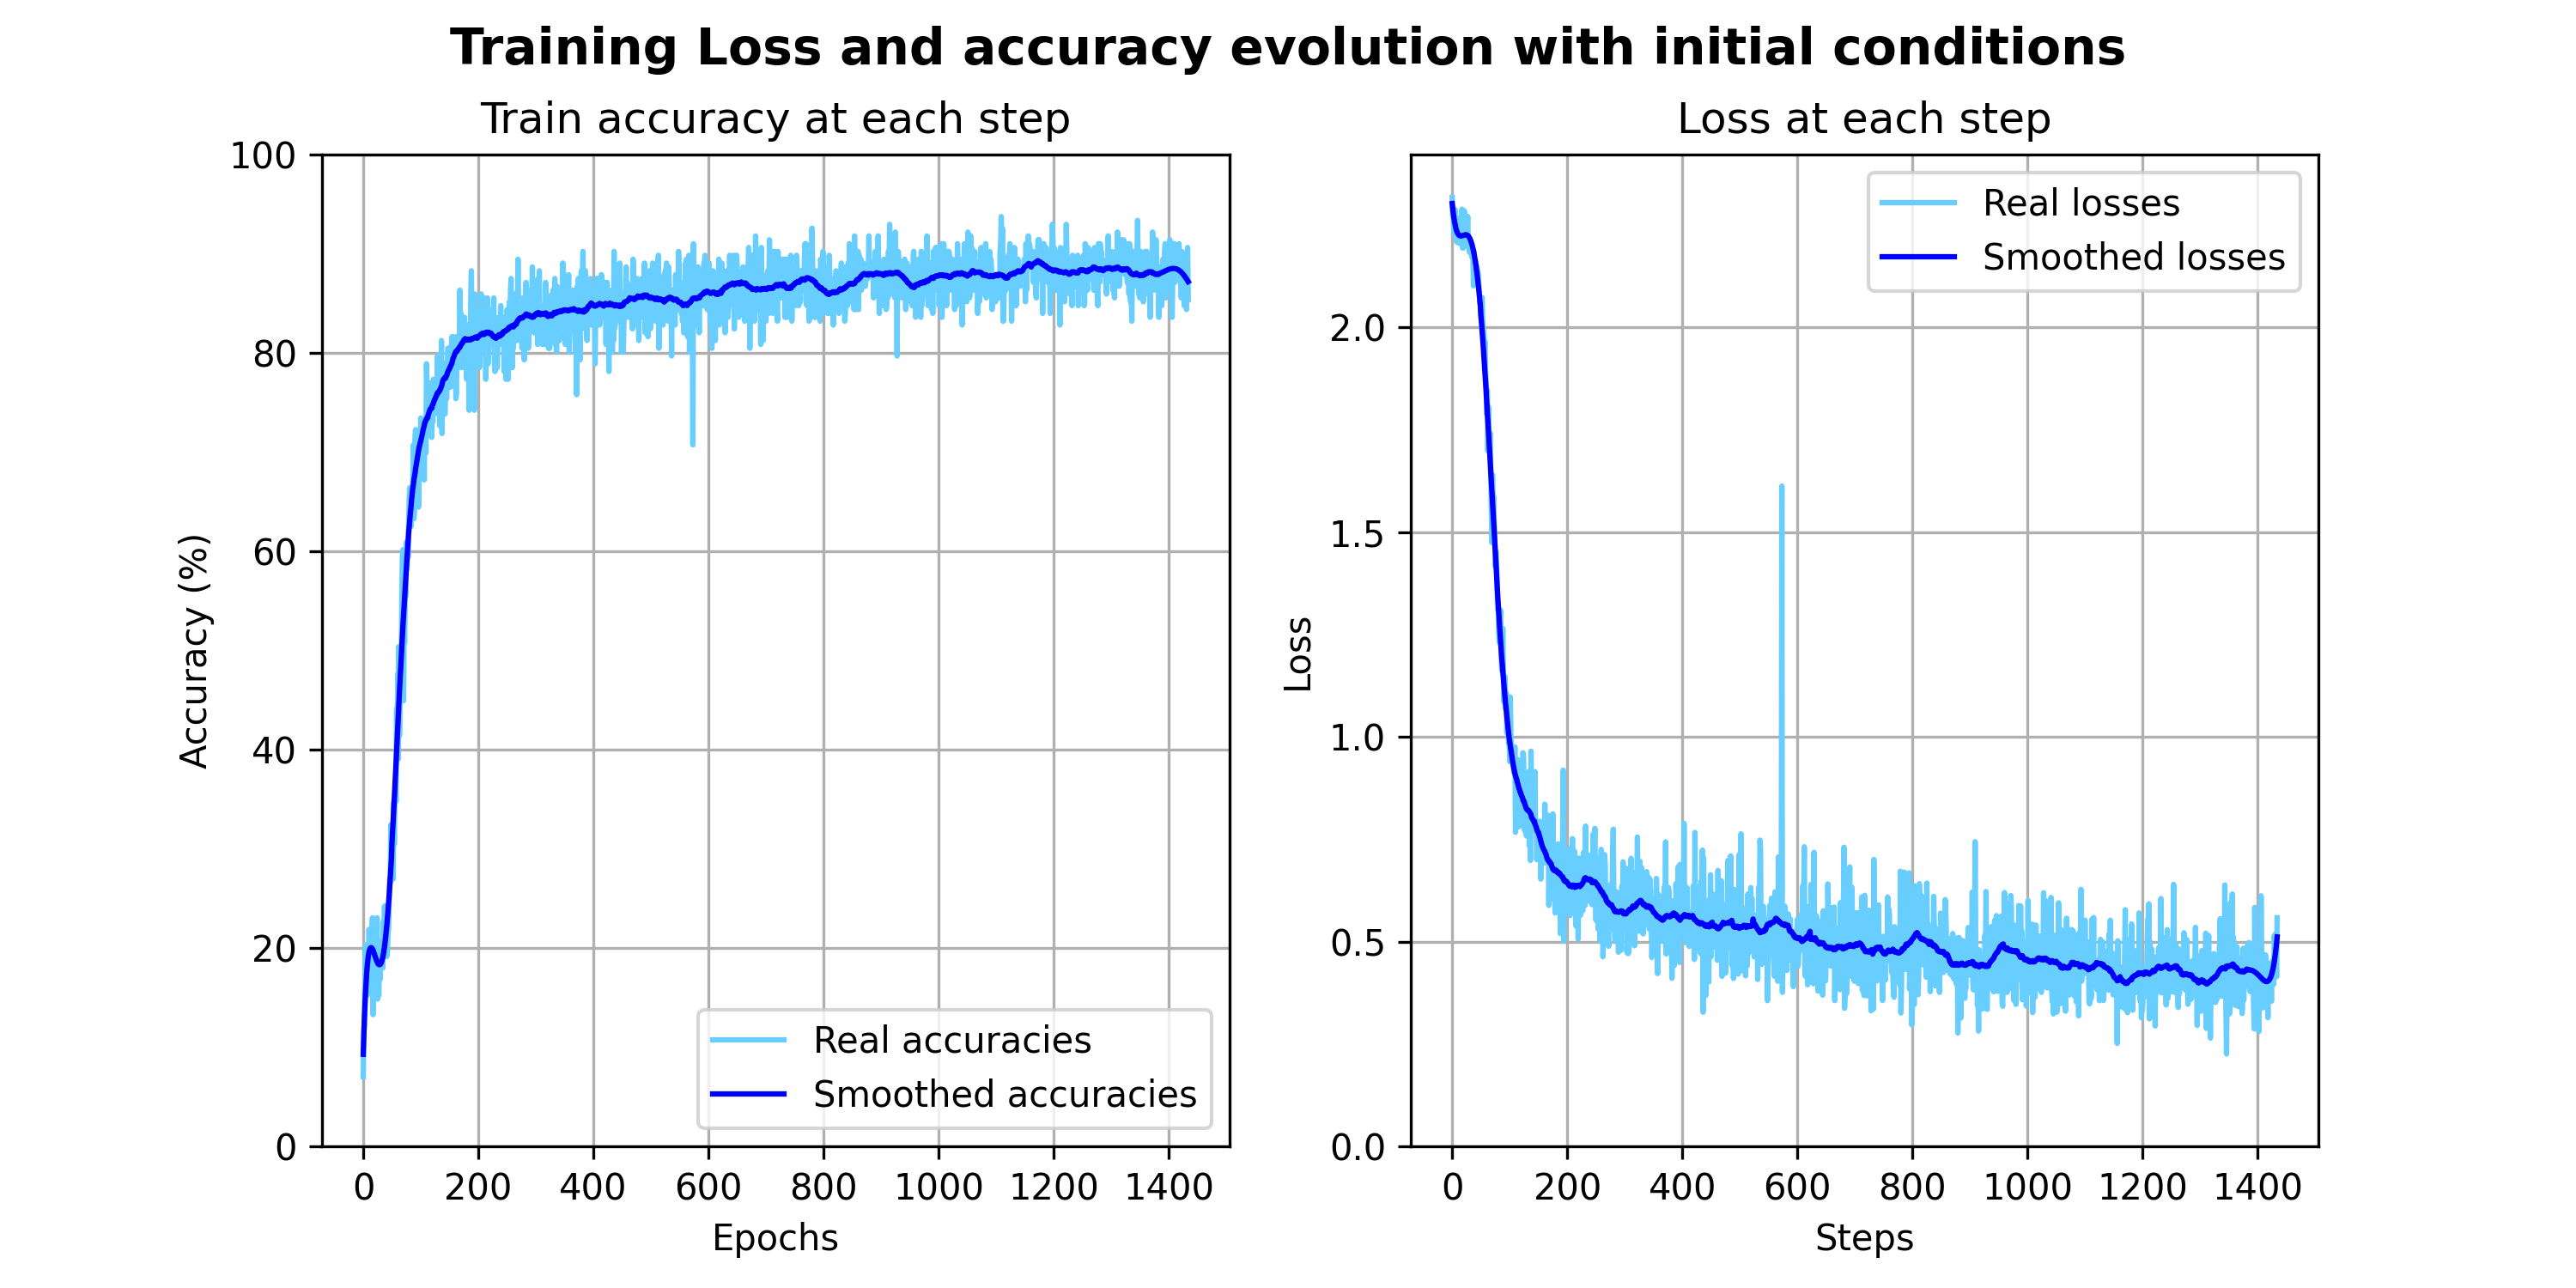 Training Loss and accuracy evolution with initial conditions
Train accuracy at each step
100
80
60
40
20
0
Accuracy (%)
Real accuracies
Smoothed accuracies
0 200 400 600 800 1000 1200 1400
Epochs
Loss at each step
Real losses
Smoothed losses
2.0
1.5
1.0
0.5
0.0
Loss
0 200 400 600 800 1000 1200 1400
Steps